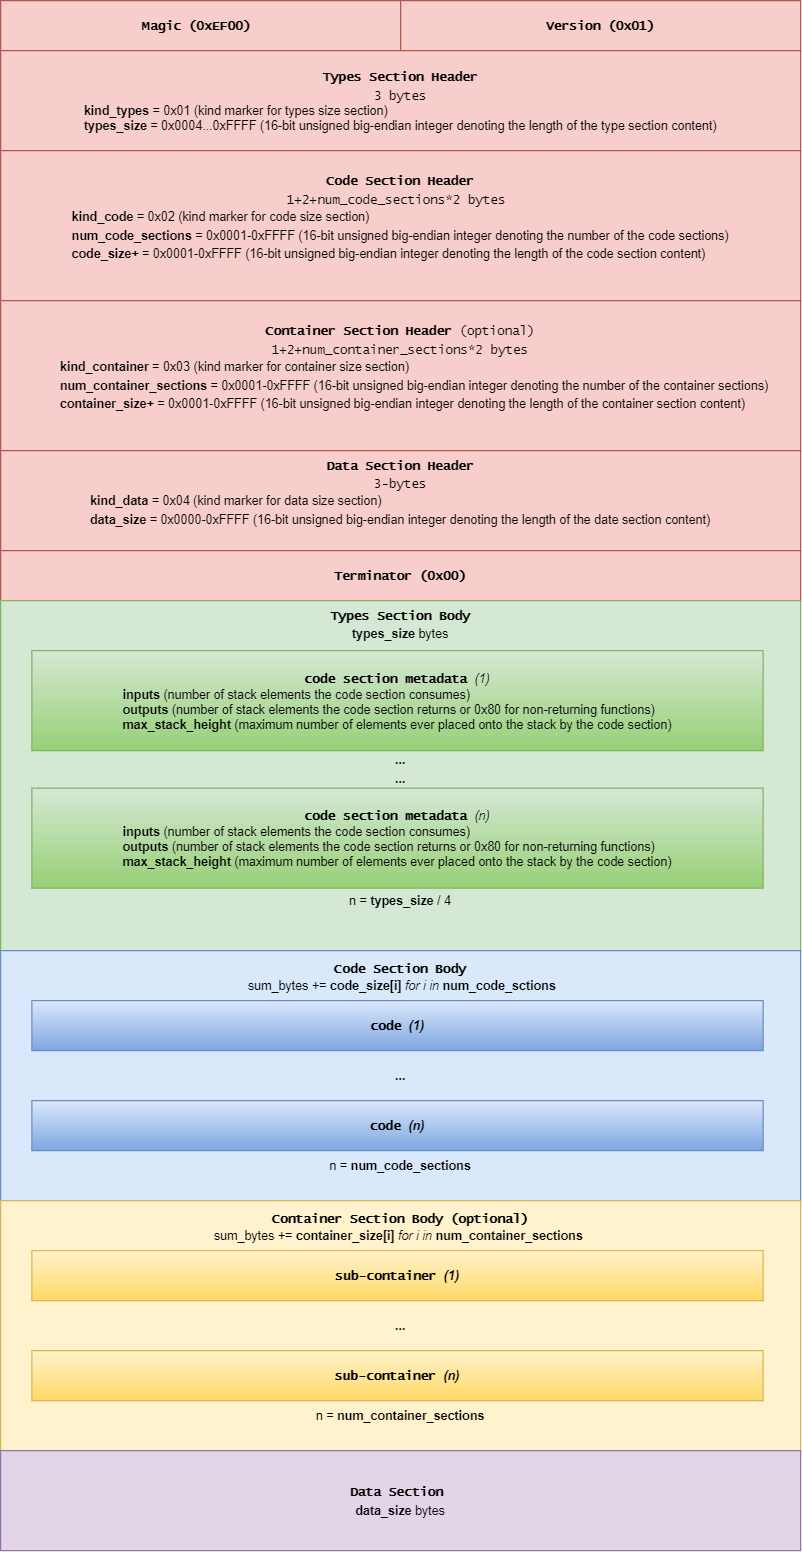 Magic (0xEF00)
Version (0x01)
Types Section Header
3 bytes
kind_types = 0x01 (kind marker for types size section)
types_size = 0x0004...0xFFFF (16-bit unsigned big-endian integer denoting the length of the type section content)
Code Section Header
1+2+num_code_sections*2 bytes
kind_code = 0x02 (kind marker for code size section)
num_code_sections = 0x0001-0xFFFF (16-bit unsigned big-endian integer denoting the number of the code sections)
code_size+ = 0x0001-0xFFFF (16-bit unsigned big-endian integer denoting the length of the code section content)
Container Section Header (optional)
1+2+num_container_sections*2 bytes
kind_container = 0x03 (kind marker for container size section)
num_container_sections = 0x0001-0xFFFF (16-bit unsigned big-endian integer denoting the number of the container sections)
container_size+ = 0x0001-0xFFFF (16-bit unsigned big-endian integer denoting the length of the container section content)
Data Section Header
3-bytes
kind_data = 0x04 (kind marker for data size section)
data_size = 0x0000-0xFFFF (16-bit unsigned big-endian integer denoting the length of the date section content)
Terminator (0x00)
Types Section Body
types_size bytes
code section metadata (1)
inputs (number of stack elements the code section consumes)
outputs (number of stack elements the code section returns or 0x80 for non-returning functions)
max_stack_height (maximum number of elements ever placed onto the stack by the code section)
...
...
code section metadata (n)
inputs (number of stack elements the code section consumes)
outputs (number of stack elements the code section returns or 0x80 for non-returning functions)
max_stack_height (maximum number of elements ever placed onto the stack by the code section)
n = types_size / 4
Code Section Body
sum_bytes += code_size[i] for i in num_code_sctions
code (1)
...
code (n)
n = num_code_sections
Container Section Body (optional)
sum_bytes += container_size[i] for i in num_container_sections
sub-container (1)
...
sub-container (n)
n = num_container_sections
Data Section
data_size bytes